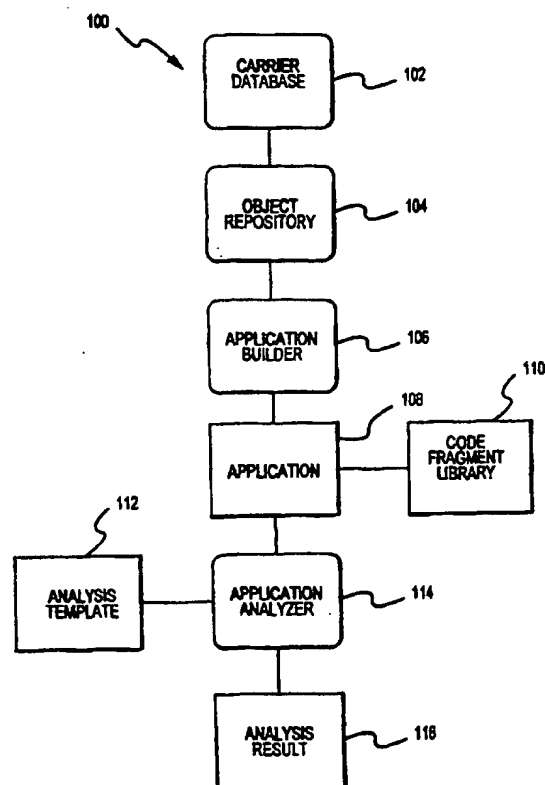 100
CARRIER
DATABASE
102
OBJECT
REPOSITORY
104
APPLICATION
BUILDER
106
108
110
APPLICATION
CODE
FRAGMENT
LIBRARY
112
ANALYSIS
TEMPLATE
APPLICATION
ANALYZER
114
ANALYSIS
RESULT
116